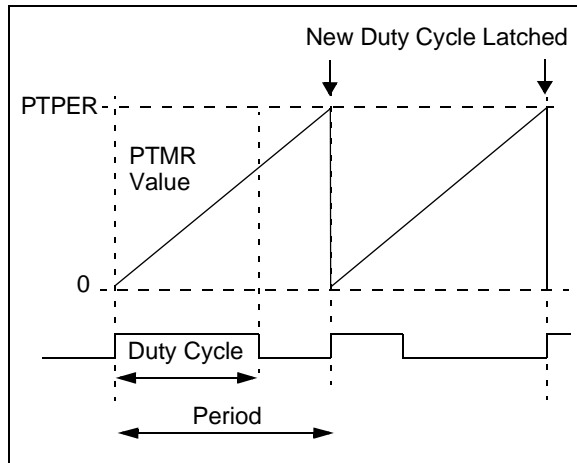 New Duty Cycle Latched
PTPER
PTMR
Value
0
Duty Cycle
Period